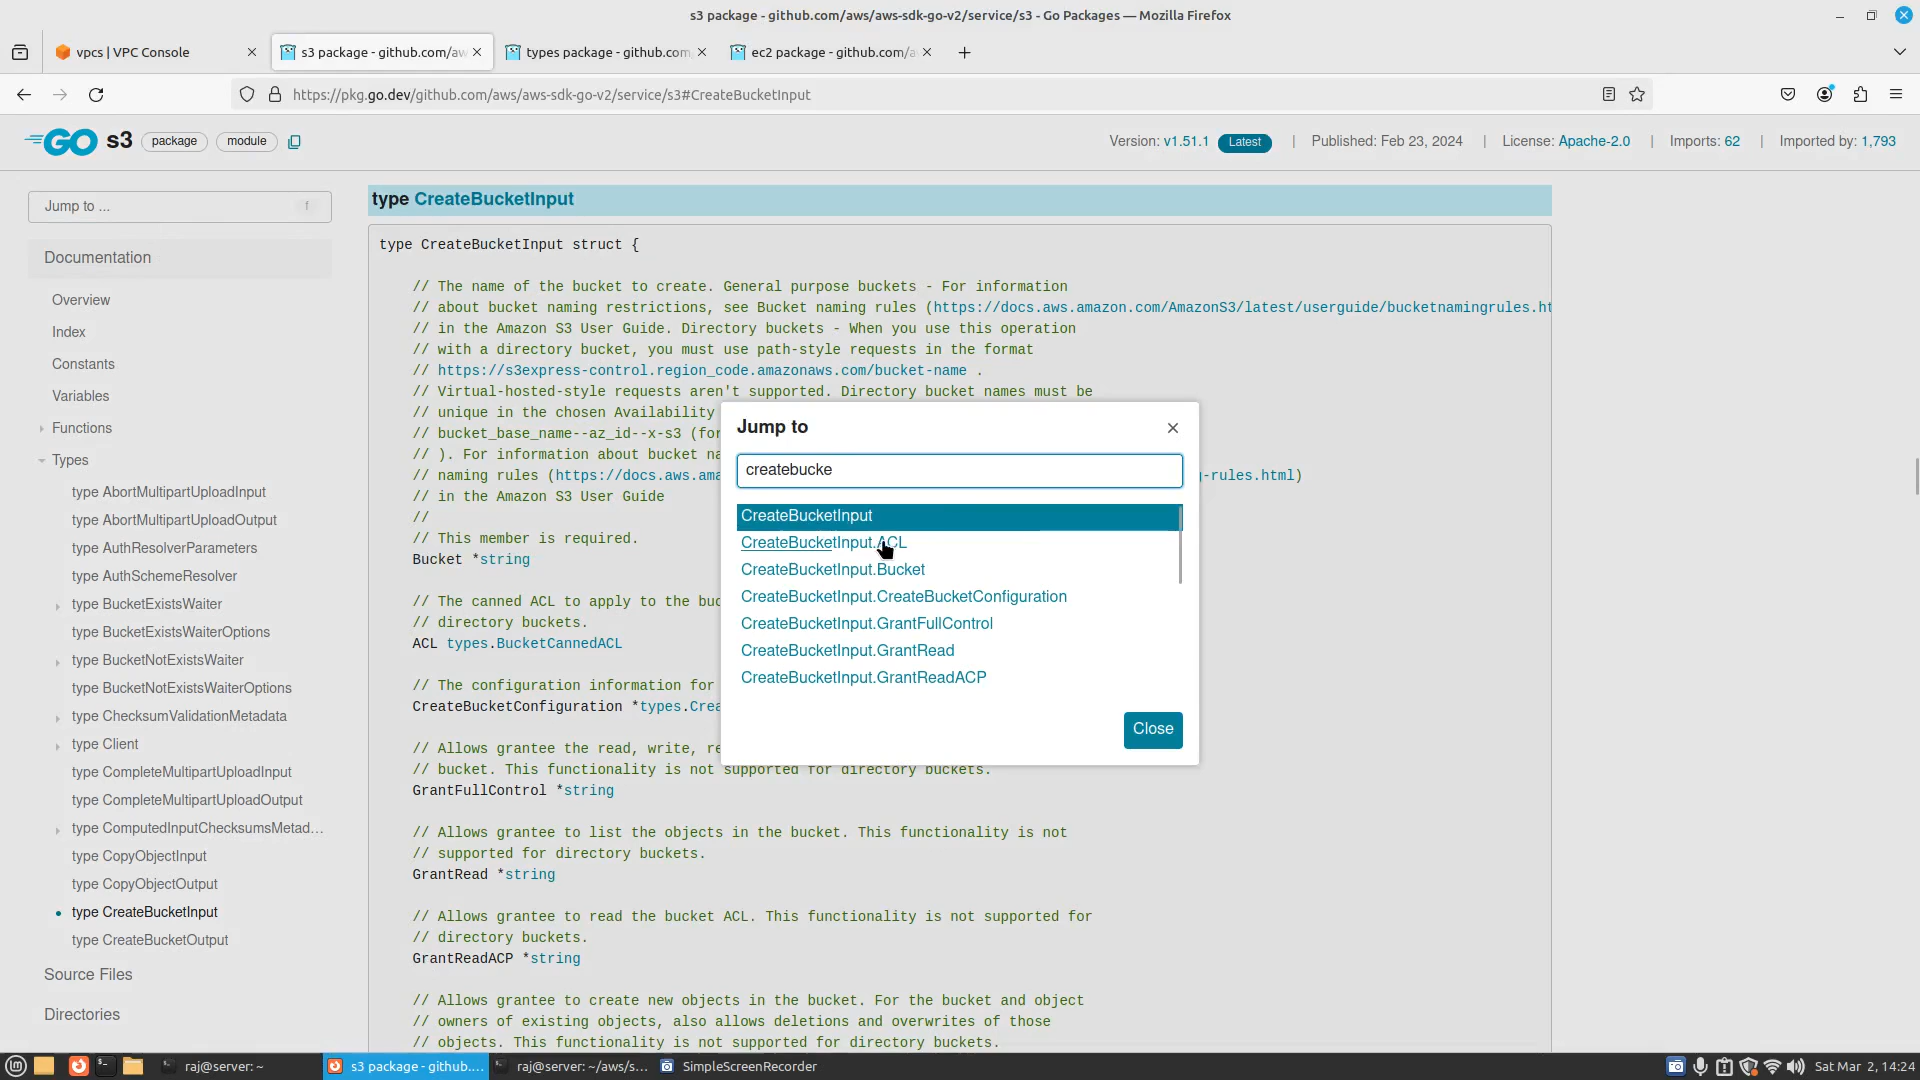 s3 package - github.com/aws/aws-sdk-go-v2/service/s3 - Go Packages — Mozilla Firefox
vpcs | VPC Console
s3 package - github.com/aw
types package - github.com
ec2 package - github.com/a
https://pkg.go.dev/github.com/aws/aws-sdk-go-v2/service/s3#CreateBucketInput
GO s3 package module
Version: v1.51.1 Latest | Published: Feb 23, 2024 | License: Apache-2.0 | Imports: 62 | Imported by: 1,793
Jump to ... f
Documentation
Overview
Index
Constants
Variables
Functions
Types
type AbortMultipartUploadInput
type AbortMultipartUploadOutput
type AuthResolverParameters
type AuthSchemeResolver
type BucketExistsWaiter
type BucketExistsWaiterOptions
type BucketNotExistsWaiter
type BucketNotExistsWaiterOptions
type ChecksumValidationMetadata
type Client
type CompleteMultipartUploadInput
type CompleteMultipartUploadOutput
type ComputedInputChecksumsMetad...
type CopyObjectInput
type CopyObjectOutput
type CreateBucketInput
type CreateBucketOutput
Source Files
Directories
type CreateBucketInput
type CreateBucketInput struct {
// The name of the bucket to create. General purpose buckets - For information
// about bucket naming restrictions, see Bucket naming rules (https://docs.aws.amazon.com/AmazonS3/latest/userguide/bucketnamingrules.ht
// in the Amazon S3 User Guide. Directory buckets - When you use this operation
// with a directory bucket, you must use path-style requests in the format
// https://s3express-control.region_code.amazonaws.com/bucket-name .
// Virtual-hosted-style requests aren't supported. Directory bucket names must be
// unique in the chosen Availability
// bucket_base_name--az_id--x-s3 (for
// ). For information about bucket na
// naming rules (https://docs.aws.ama -rules.html)
// in the Amazon S3 User Guide
//
// This member is required.
Bucket *string
// The canned ACL to apply to the buc
// directory buckets.
ACL types.BucketCannedACL
// The configuration information for
CreateBucketConfiguration *types.Crea
// Allows grantee the read, write, re
// bucket. This functionality is not supported for directory buckets.
GrantFullControl *string
// Allows grantee to list the objects in the bucket. This functionality is not
// supported for directory buckets.
GrantRead *string
// Allows grantee to read the bucket ACL. This functionality is not supported for
// directory buckets.
GrantReadACP *string
// Allows grantee to create new objects in the bucket. For the bucket and object
// owners of existing objects, also allows deletions and overwrites of those
// objects. This functionality is not supported for directory buckets.
Jump to
createbucke
CreateBucketInput
CreateBucketInput.ACL
CreateBucketInput.Bucket
CreateBucketInput.CreateBucketConfiguration
CreateBucketInput.GrantFullControl
CreateBucketInput.GrantRead
CreateBucketInput.GrantReadACP
Close
raj@server: ~
s3 package - github....
raj@server: ~/aws/s...
SimpleScreenRecorder
Sat Mar 2, 14:24